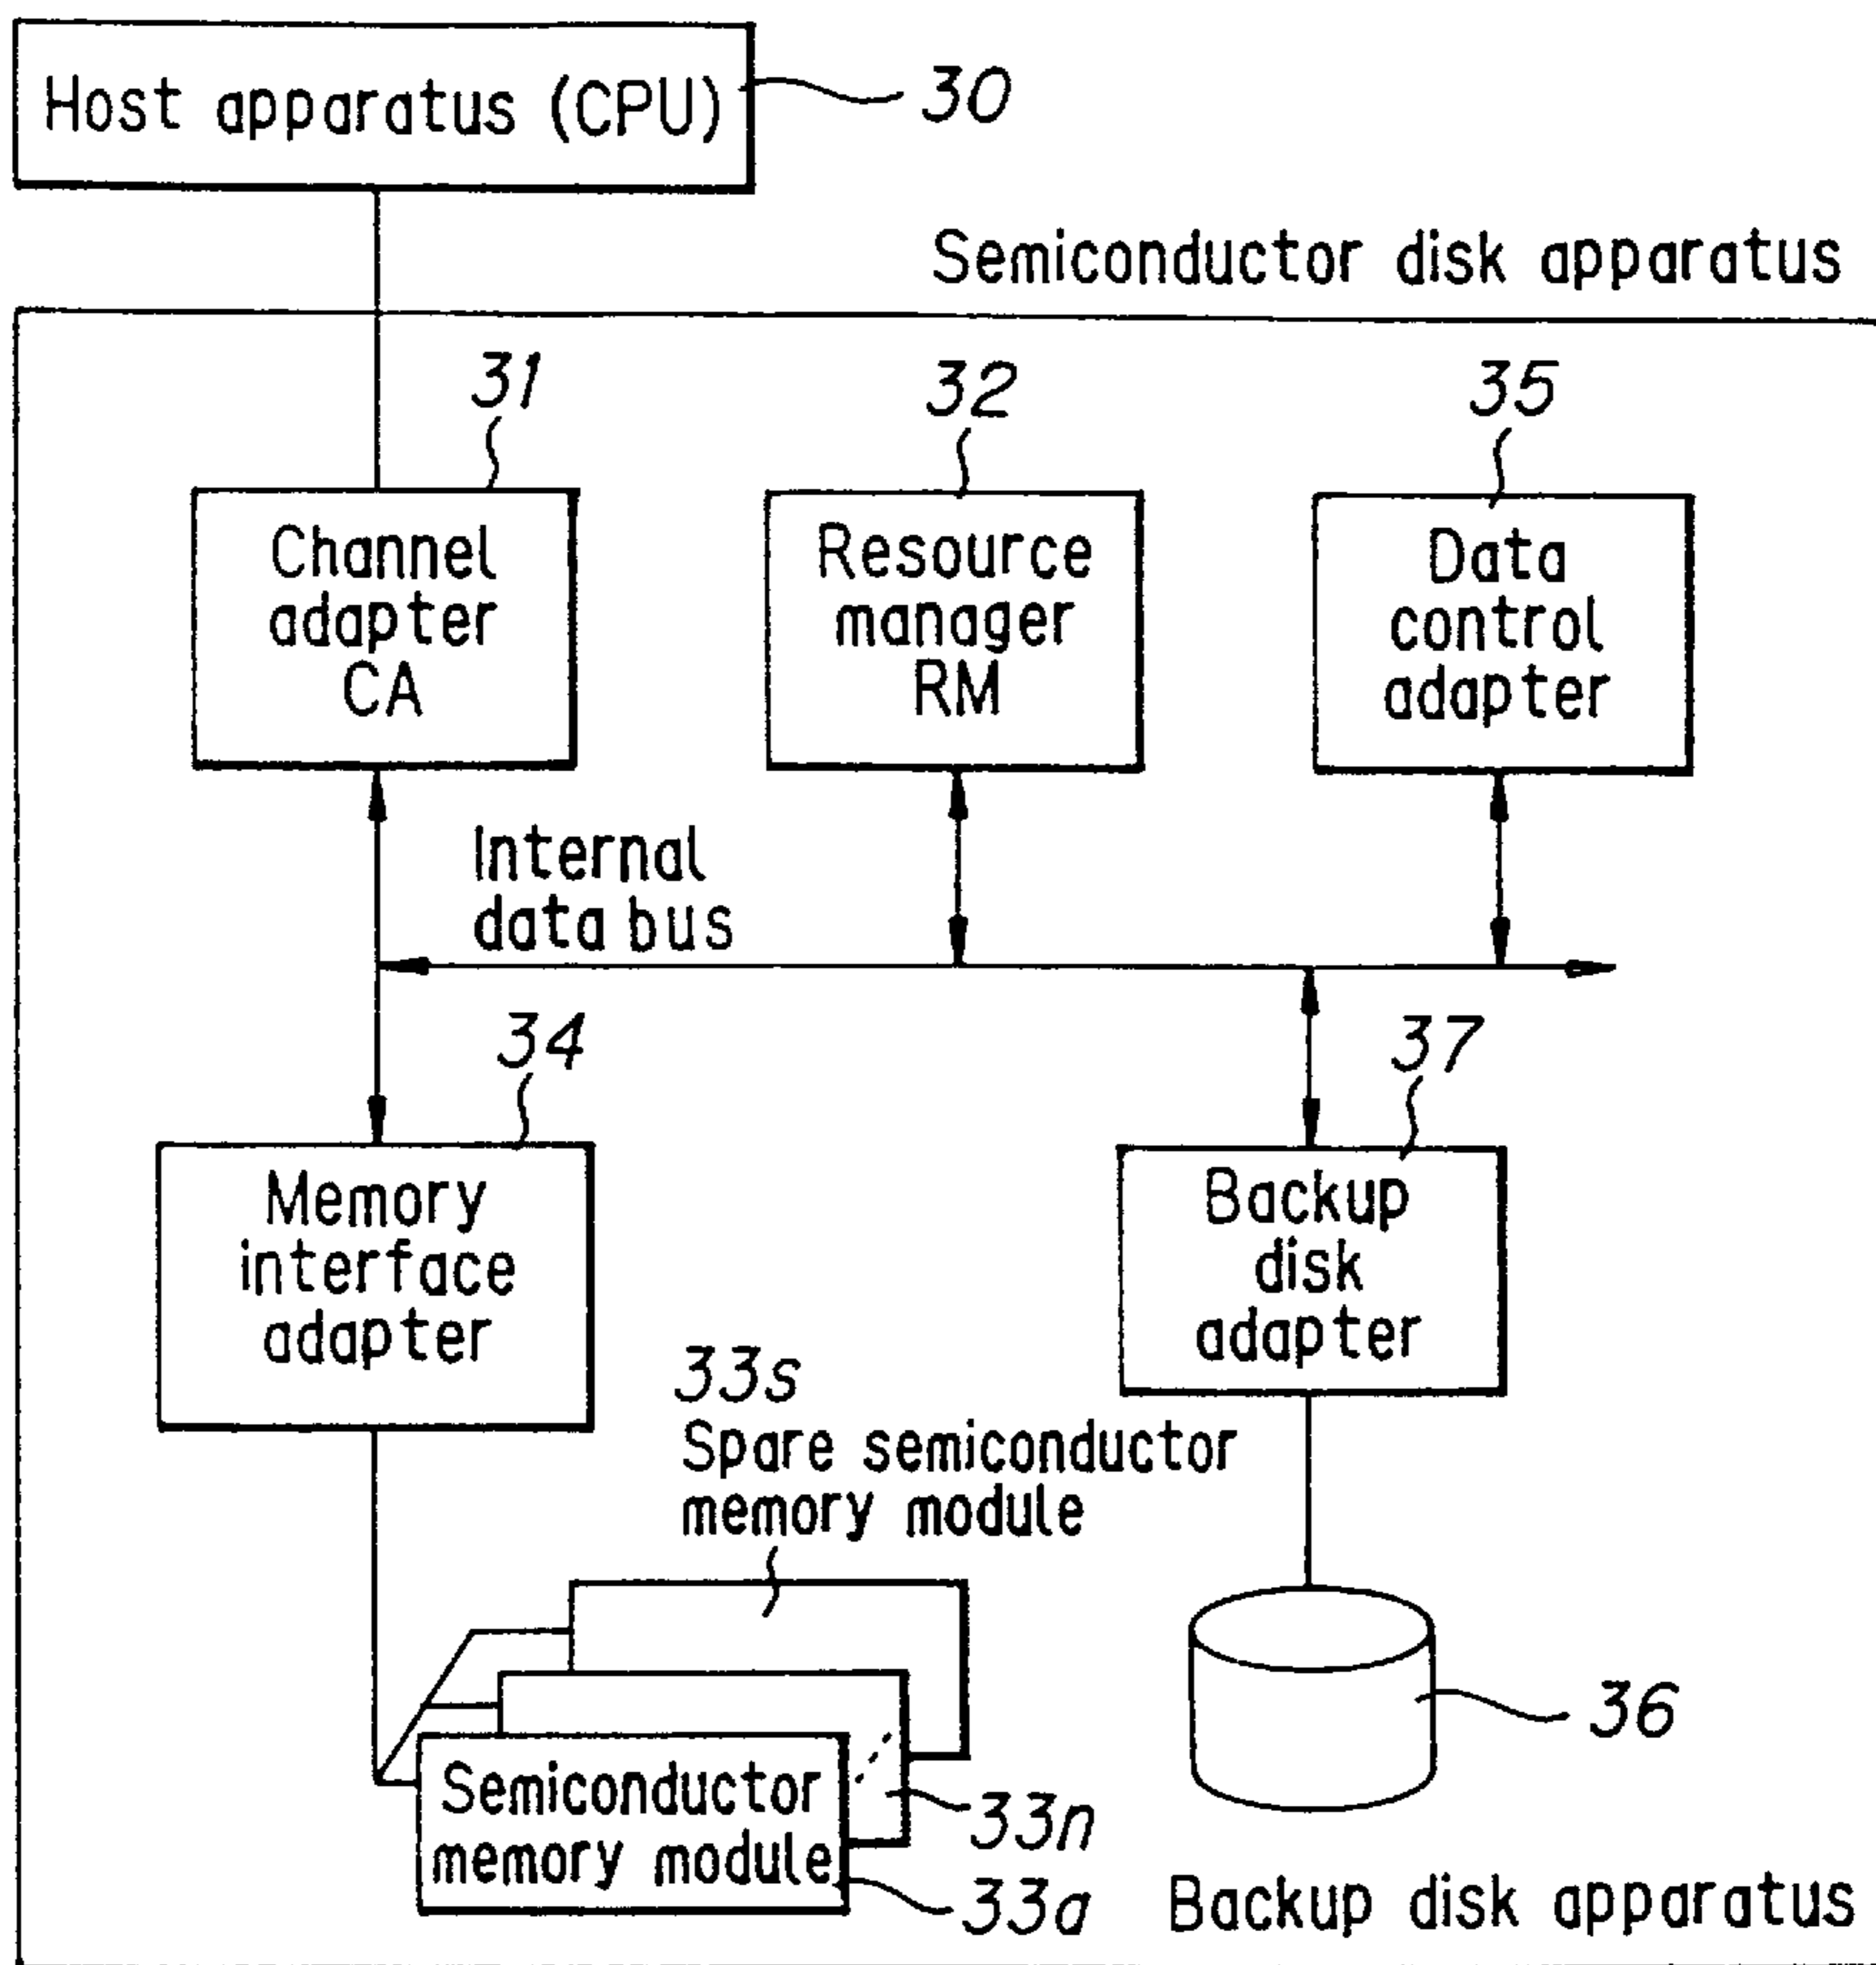 Host apparatus (CPU)
30
Semiconductor disk apparatus
31
32
35
Channel
adapter
CA
Resource
manager
RM
Data
control
adapter
Internal
data bus
34
37
Memory
interface
adapter
Backup
disk
adapter
33s
Spare semiconductor
memory module
36
Semiconductor
memory module
33n
33a
Backup disk apparatus